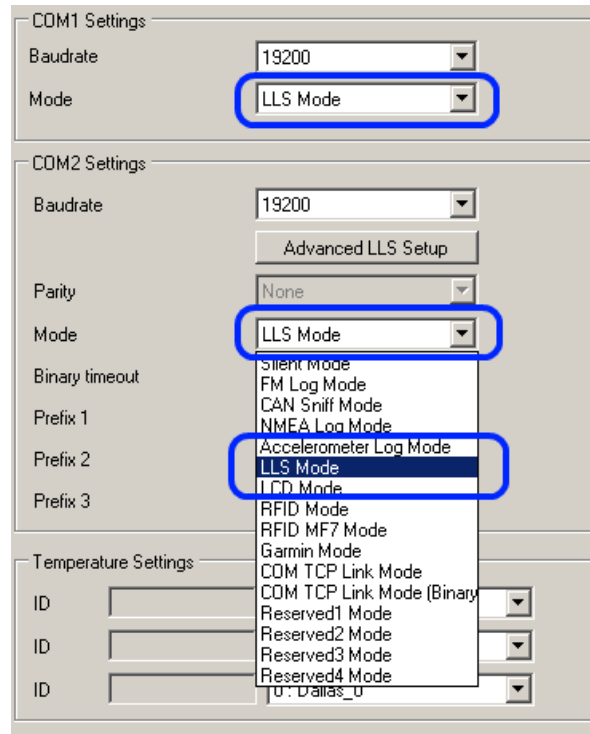 COM1 Settings
Baudrate 19200
Mode LLS Mode
COM2 Settings
Baudrate 19200
Advanced LLS Setup
Parity None
Mode LLS Mode
Binary timeout
Prefix 1
Prefix 2
Prefix 3
Silent Mode
FM Log Mode
CAN Sniff Mode
NMEA Log Mode
Accelerometer Log Mode
LLS Mode
LCD Mode
RFID Mode
RFID MF7 Mode
Garmin Mode
COM TCP Link Mode
COM TCP Link Mode (Binary
Reserved1 Mode
Reserved2 Mode
Reserved3 Mode
Reserved4 Mode
Temperature Settings
ID
ID
ID 0 : Dallas_0